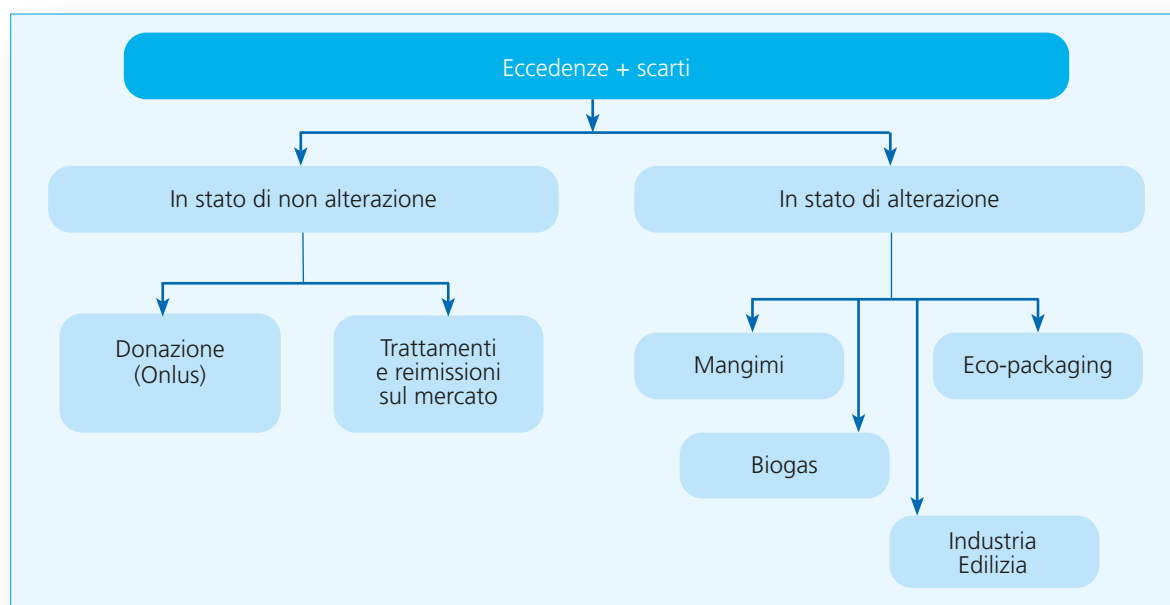 Eccedenze + scarti
In stato di non alterazione
In stato di alterazione
Donazione
(Onlus)
Trattamenti
e reimissioni
sul mercato
Mangimi
Eco-packaging
Biogas
Industria
Edilizia